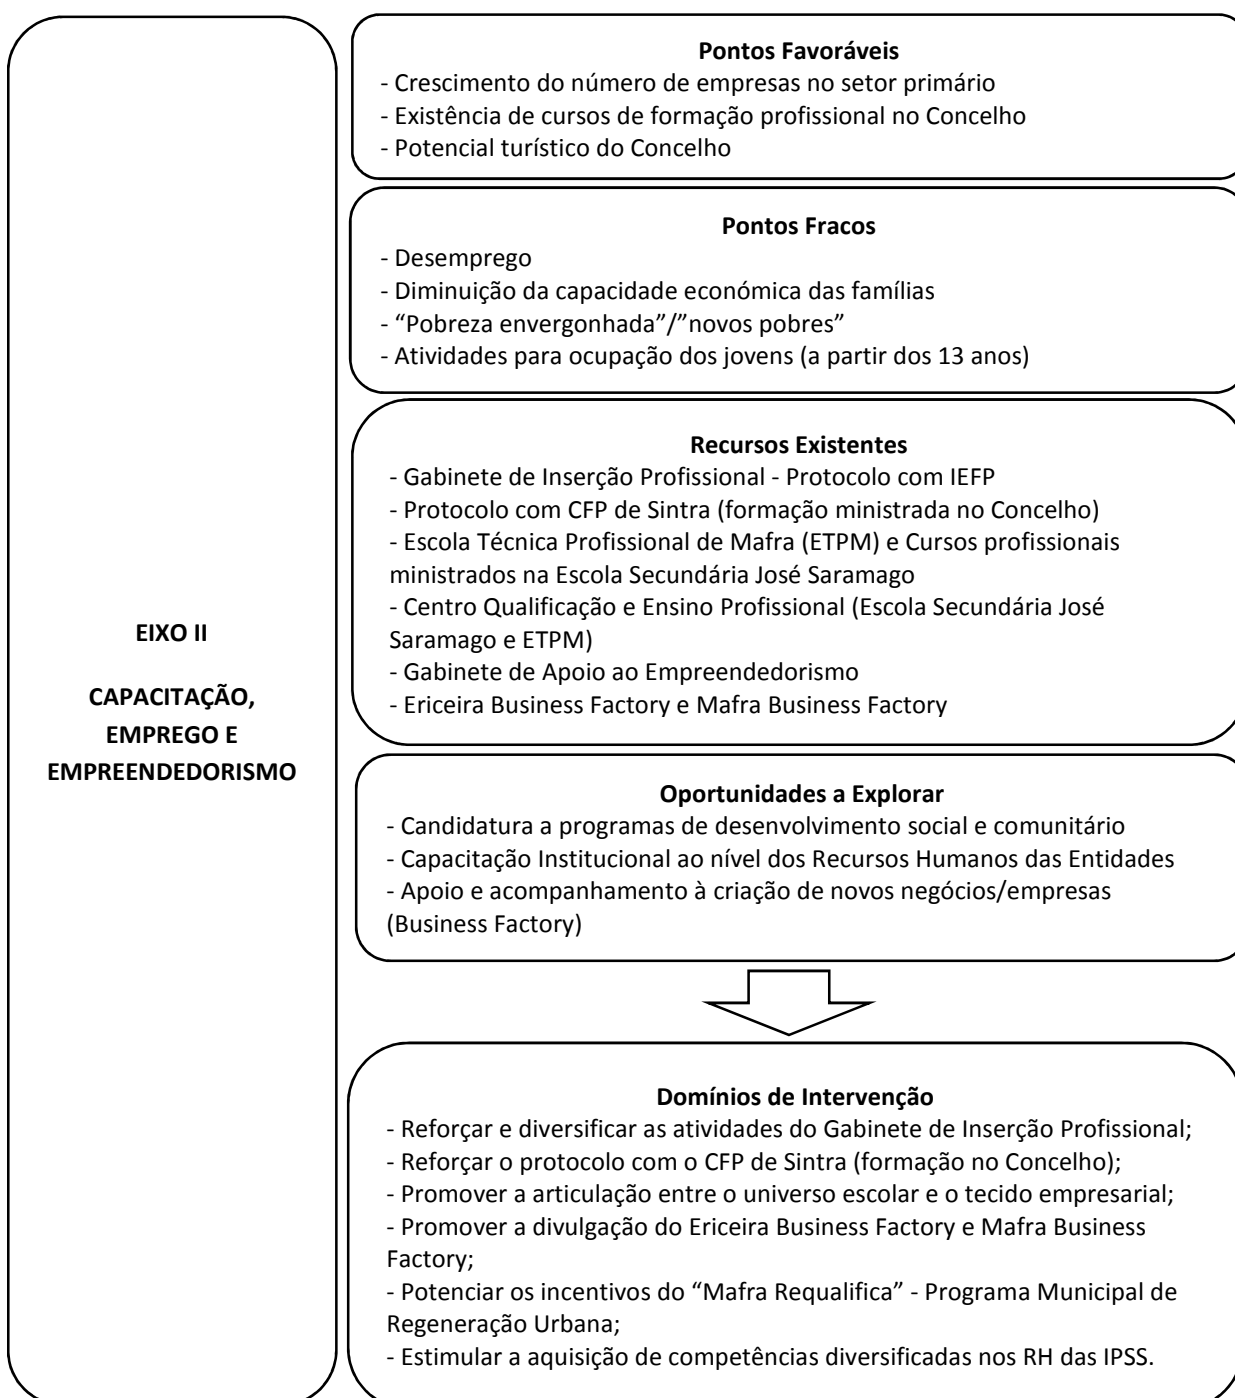 EIXO II
CAPACITAÇÃO,
EMPREGO E
EMPREENDEDORISMO
Pontos Favoráveis
- Crescimento do número de empresas no setor primário
- Existência de cursos de formação profissional no Concelho
- Potencial turístico do Concelho
Pontos Fracos
- Desemprego
- Diminuição da capacidade económica das famílias
- “Pobreza envergonhada”/”novos pobres”
- Atividades para ocupação dos jovens (a partir dos 13 anos)
Recursos Existentes
- Gabinete de Inserção Profissional - Protocolo com IEFP
- Protocolo com CFP de Sintra (formação ministrada no Concelho)
- Escola Técnica Profissional de Mafra (ETPM) e Cursos profissionais
ministrados na Escola Secundária José Saramago
- Centro Qualificação e Ensino Profissional (Escola Secundária José
Saramago e ETPM)
- Gabinete de Apoio ao Empreendedorismo
- Ericeira Business Factory e Mafra Business Factory
Oportunidades a Explorar
- Candidatura a programas de desenvolvimento social e comunitário
- Capacitação Institucional ao nível dos Recursos Humanos das Entidades
- Apoio e acompanhamento à criação de novos negócios/empresas
(Business Factory)
Domínios de Intervenção
- Reforçar e diversificar as atividades do Gabinete de Inserção Profissional;
- Reforçar o protocolo com o CFP de Sintra (formação no Concelho);
- Promover a articulação entre o universo escolar e o tecido empresarial;
- Promover a divulgação do Ericeira Business Factory e Mafra Business
Factory;
- Potenciar os incentivos do “Mafra Requalifica” - Programa Municipal de
Regeneração Urbana;
- Estimular a aquisição de competências diversificadas nos RH das IPSS.